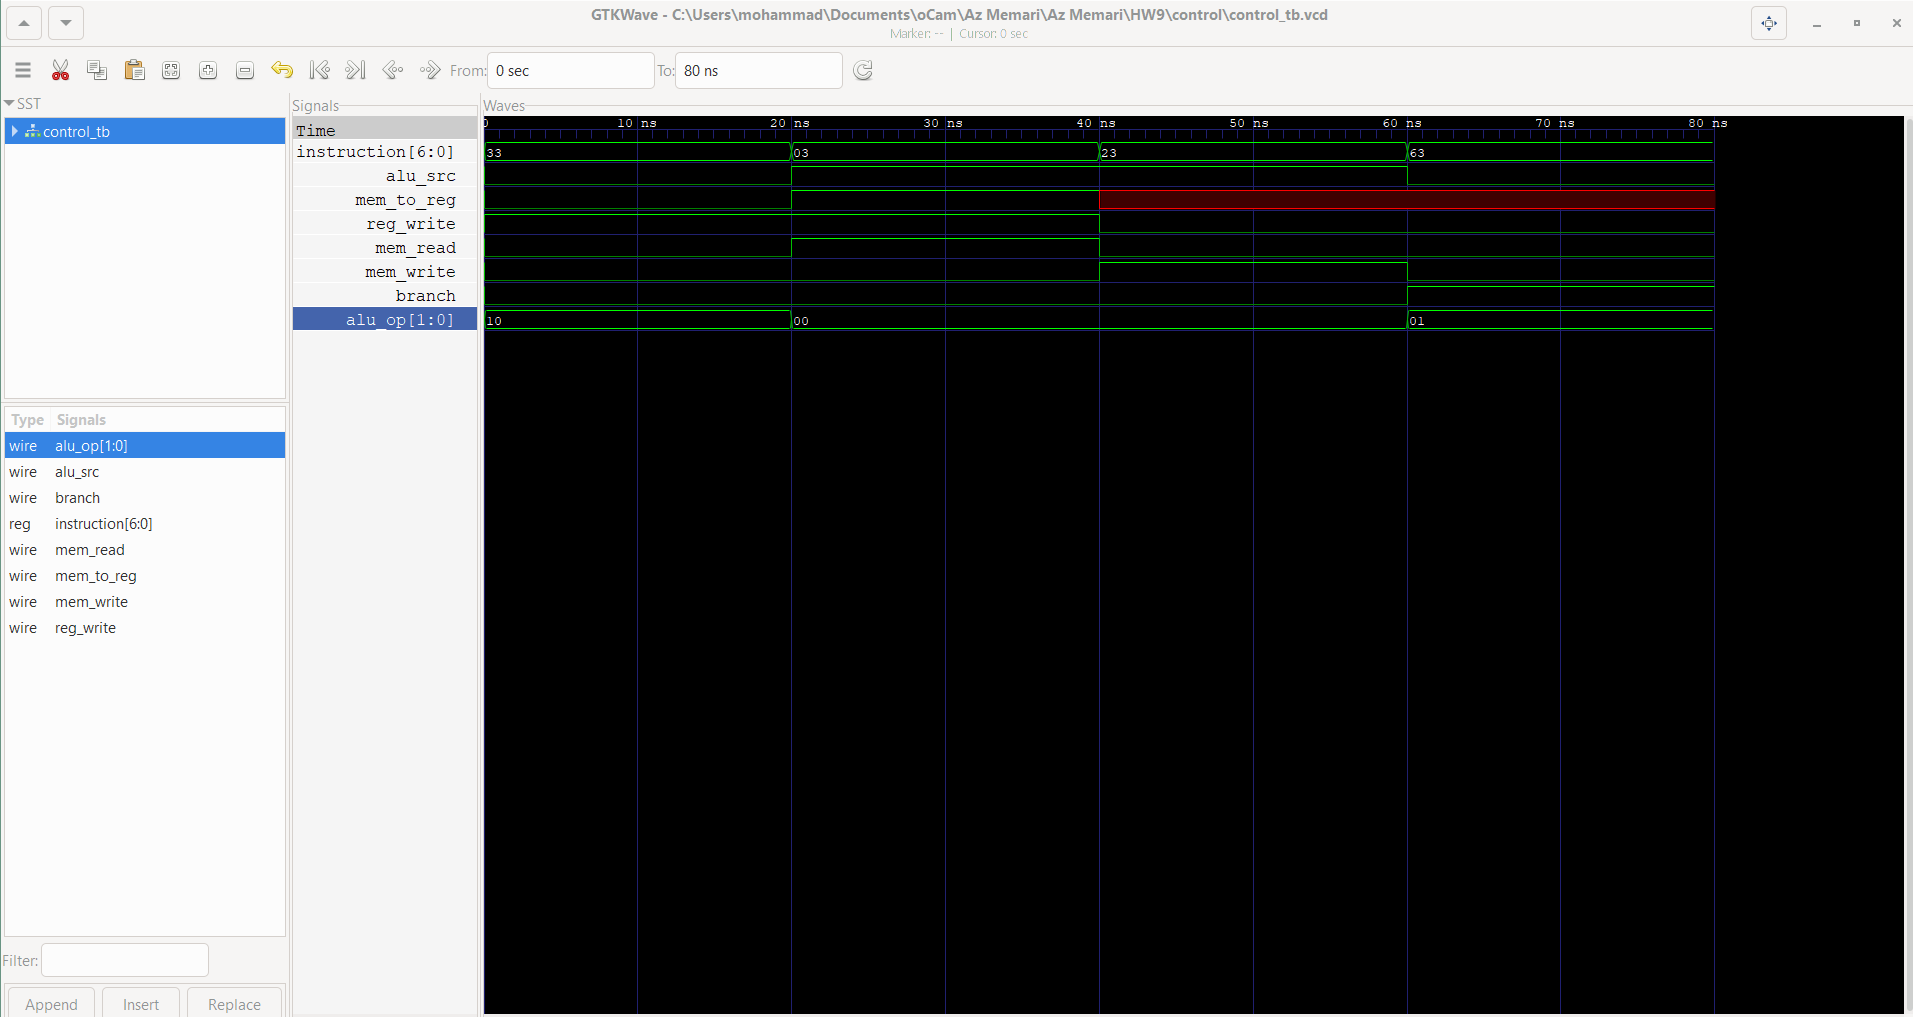 GTKWave - C:\Users\mohammad\Documents\oCam\Az Memari\Az Memari\HW9\control\control_tb.vcd
Marker: -- | Cursor: 0 sec
From: 0 sec To: 80 ns
SST
control_tb
Type Signals
wire alu_op[1:0]
wire alu_src
wire branch
reg instruction[6:0]
wire mem_read
wire mem_to_reg
wire mem_write
wire reg_write
Filter:
Append Insert Replace
Signals
Time
instruction[6:0]
alu_src
mem_to_reg
reg_write
mem_read
mem_write
branch
alu_op[1:0]
Waves
0 10 ns 20 ns 30 ns 40 ns 50 ns 60 ns 70 ns 80 ns
33 03 23 63
10 00 01